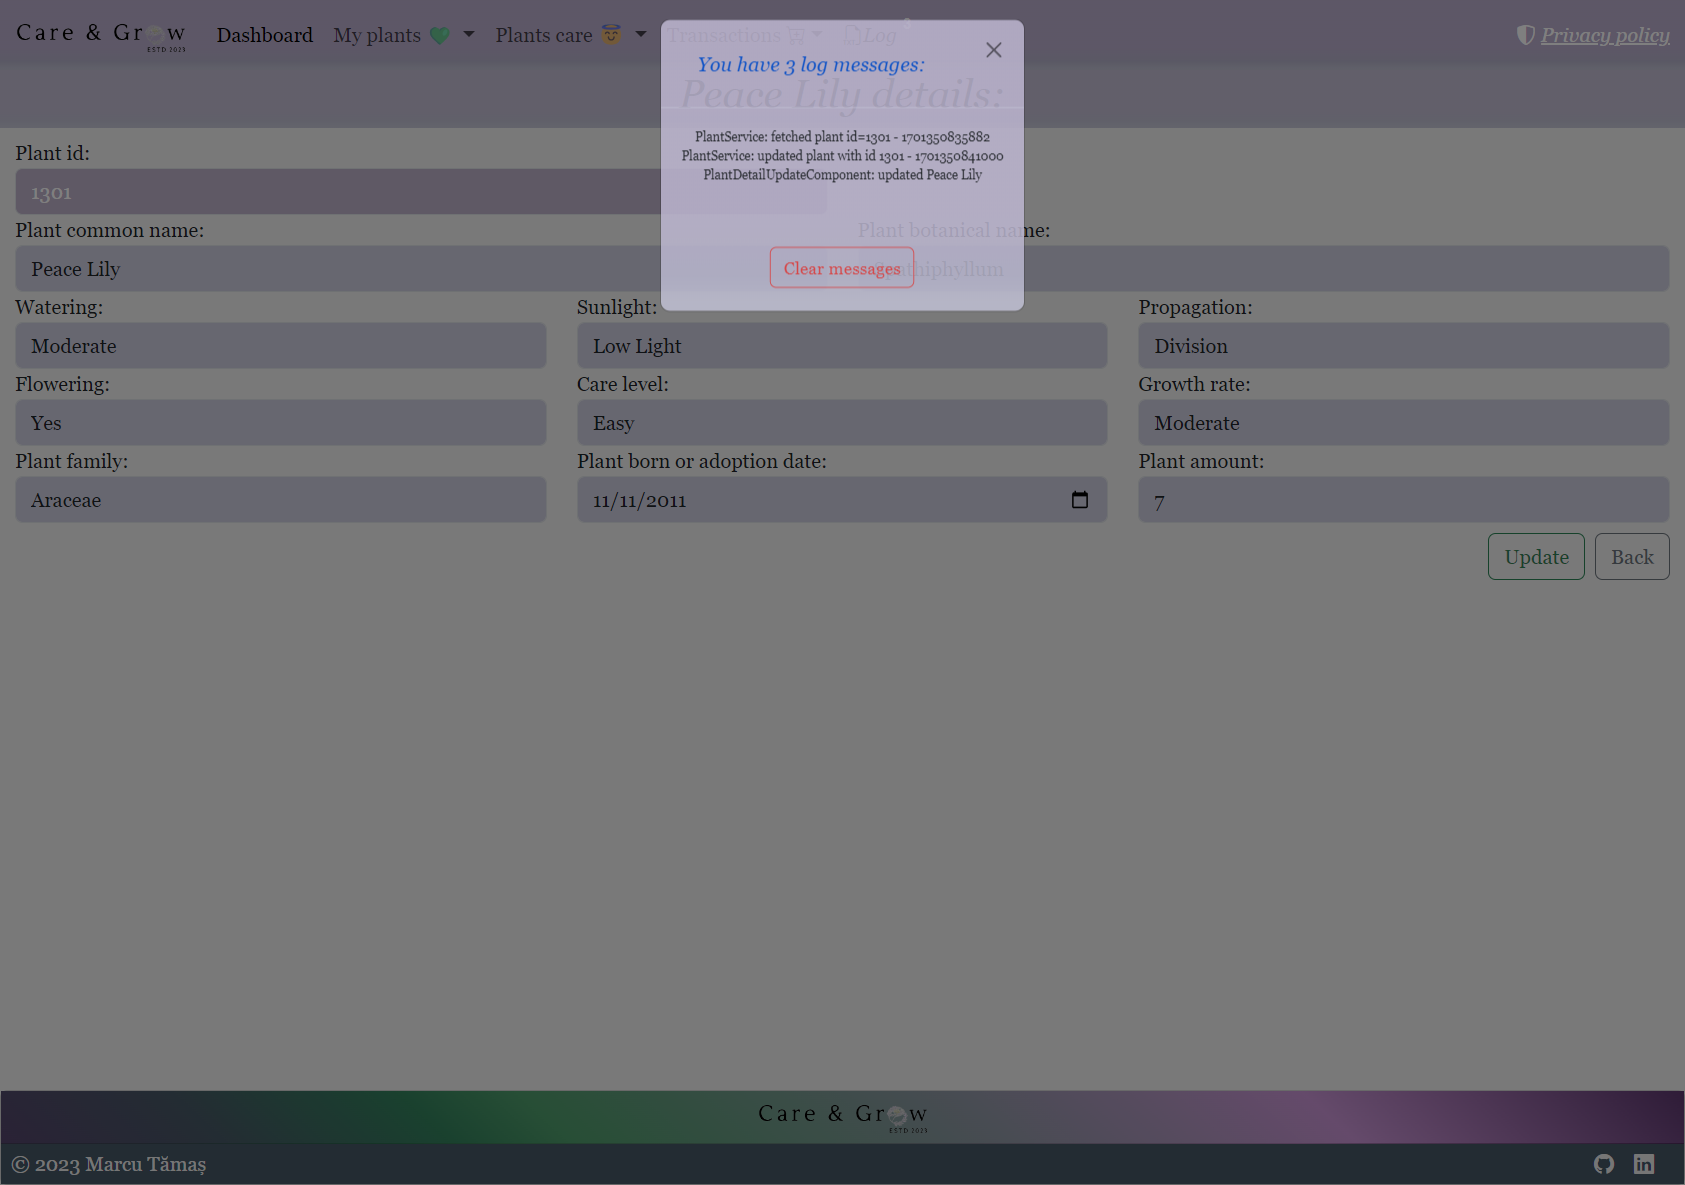 Care & Grow
ESTD 2023
Dashboard
My plants
Plants care
Transactions
Log
Privacy policy
You have 3 log messages:
Peace Lily details:
PlantService: fetched plant id=1301 - 1701350835882
PlantService: updated plant with id 1301 - 1701350841000
PlantDetailUpdateComponent: updated Peace Lily
Clear messages
Plant id:
1301
Plant common name:
Plant botanical name:
Peace Lily
Spathiphyllum
Watering:
Sunlight:
Propagation:
Moderate
Low Light
Division
Flowering:
Care level:
Growth rate:
Yes
Easy
Moderate
Plant family:
Plant born or adoption date:
Plant amount:
Araceae
11/11/2011
7
Update
Back
Care & Grow
ESTD 2023
© 2023 Marcu Tămaș
in